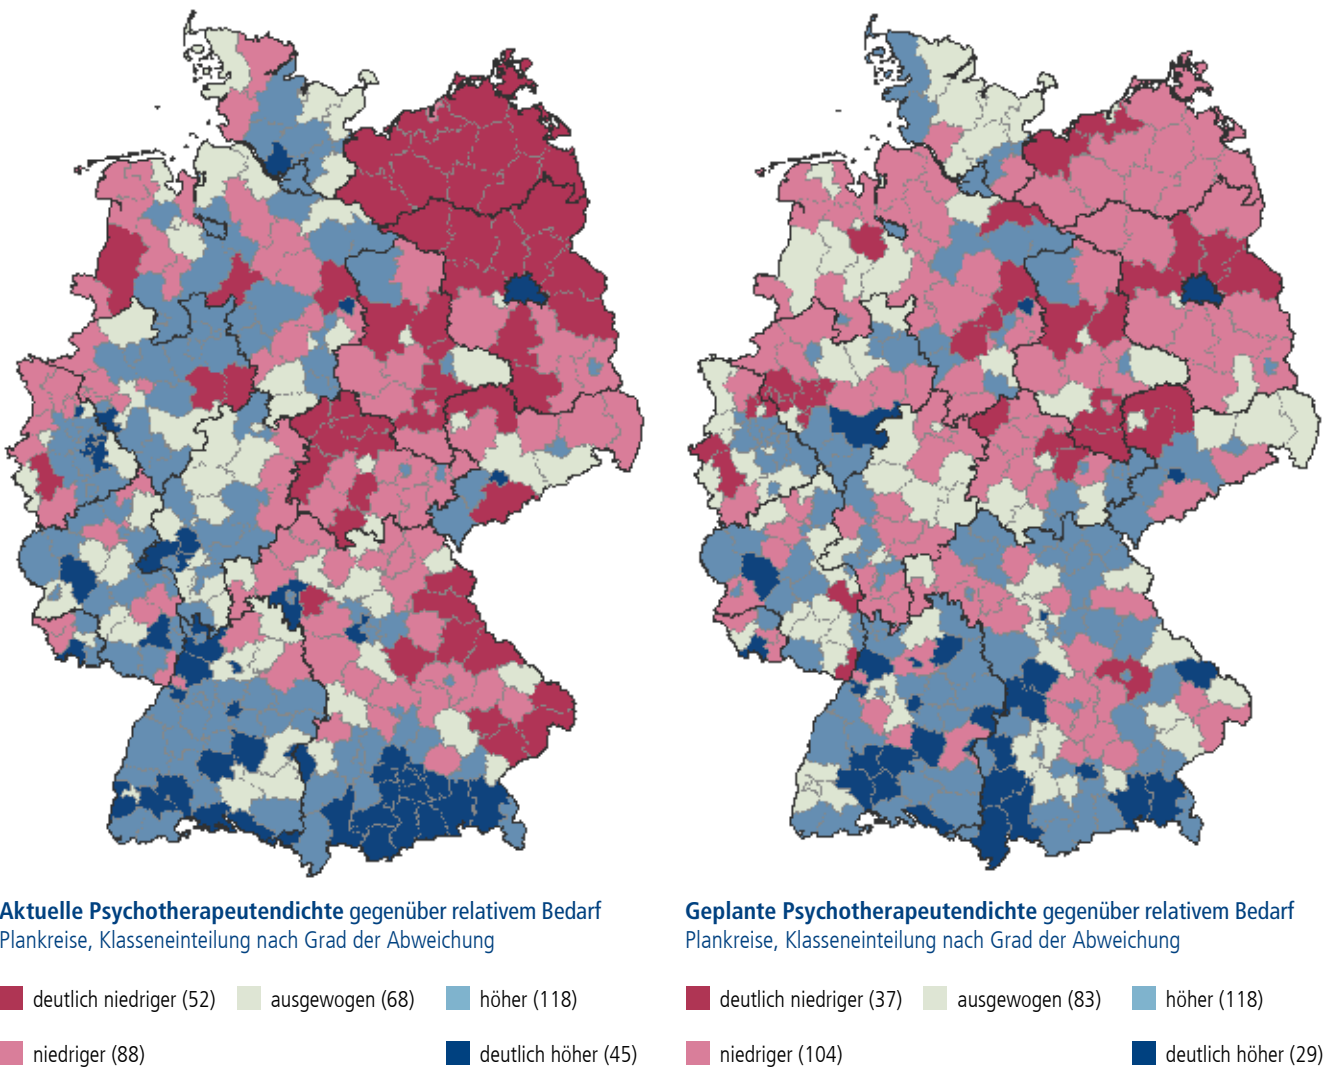 Aktuelle Psychotherapeutendichte gegenüber relativem Bedarf
Plankreise, Klasseneinteilung nach Grad der Abweichung
deutlich niedriger (52)
ausgewogen (68)
höher (118)
niedriger (88)
deutlich höher (45)
Geplante Psychotherapeutendichte gegenüber relativem Bedarf
Plankreise, Klasseneinteilung nach Grad der Abweichung
deutlich niedriger (37)
ausgewogen (83)
höher (118)
niedriger (104)
deutlich höher (29)